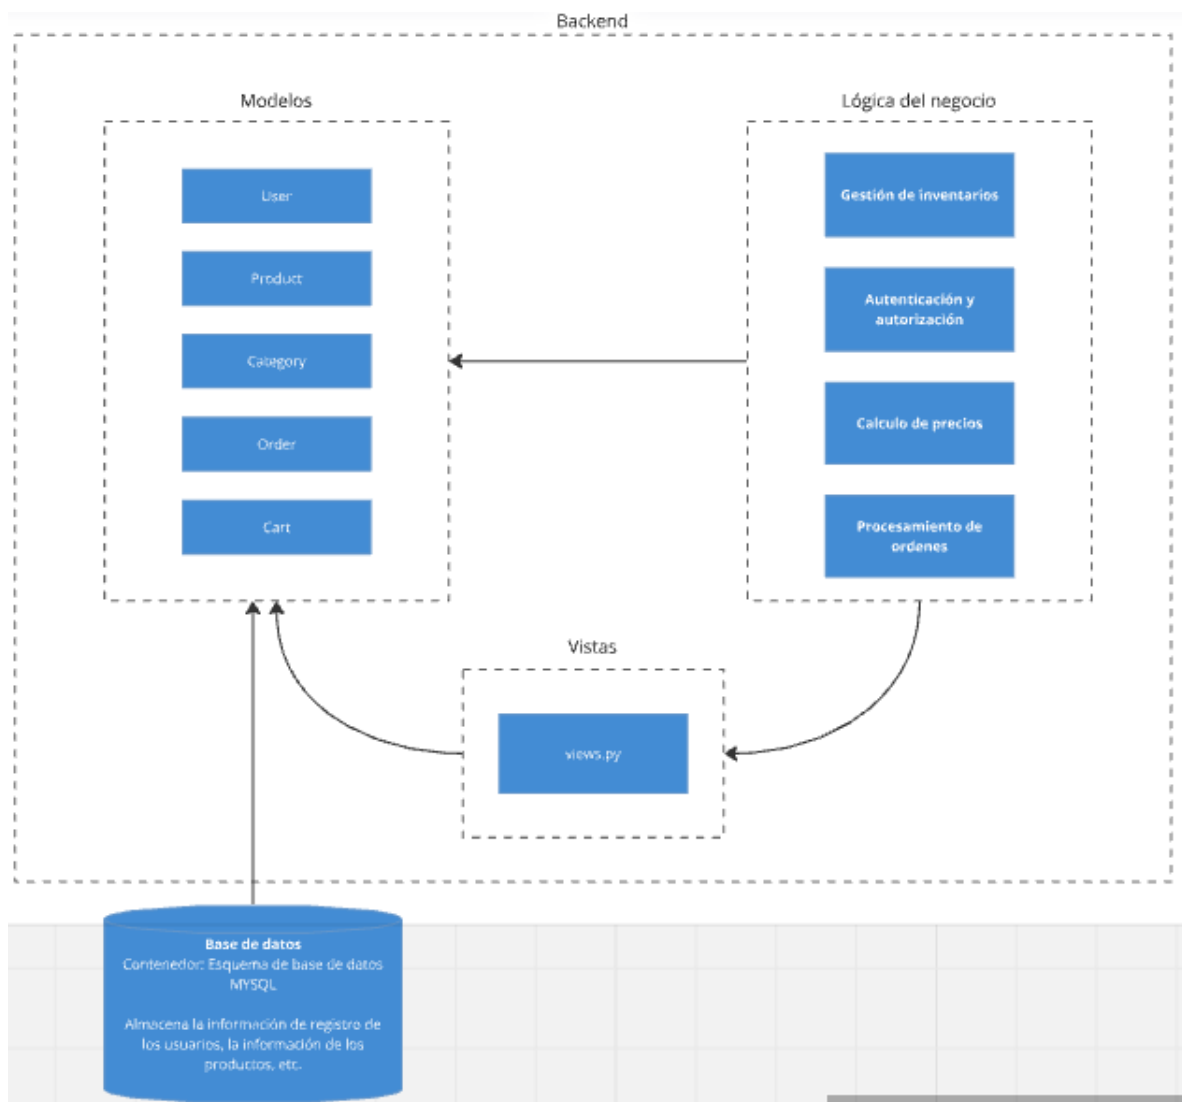 Backend
Modelos
User
Product
Category
Order
Cart
Lógica del negocio
Gestión de inventarios
Autenticación y
autorización
Calculo de precios
Procesamiento de
ordenes
Vistas
views.py
Base de datos
Contenedor: Esquema de base de datos
MYSQL
Almacena la información de registro de
los usuarios, la información de los
productos, etc.